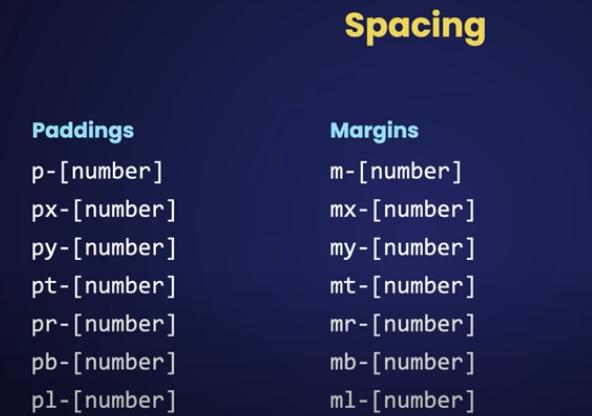 Spacing
Paddings
p-[number]
px-[number]
py-[number]
pt-[number]
pr-[number]
pb-[number]
pl-[number]
Margins
m-[number]
mx-[number]
my-[number]
mt-[number]
mr-[number]
mb-[number]
ml-[number]